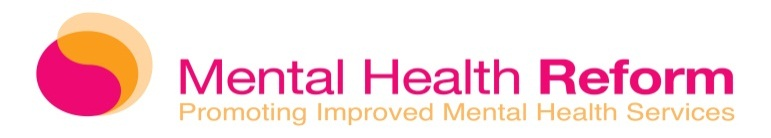 Mental Health Reform
Promoting Improved Mental Health Services